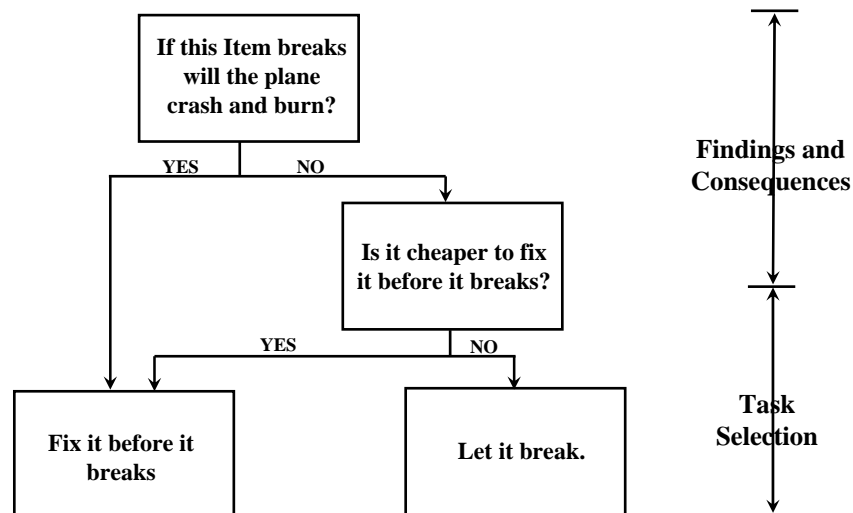 If this Item breaks
will the plane
crash and burn?
YES
NO
Findings and
Consequences
Is it cheaper to fix
it before it breaks?
YES
NO
Fix it before it
breaks
Let it break.
Task
Selection